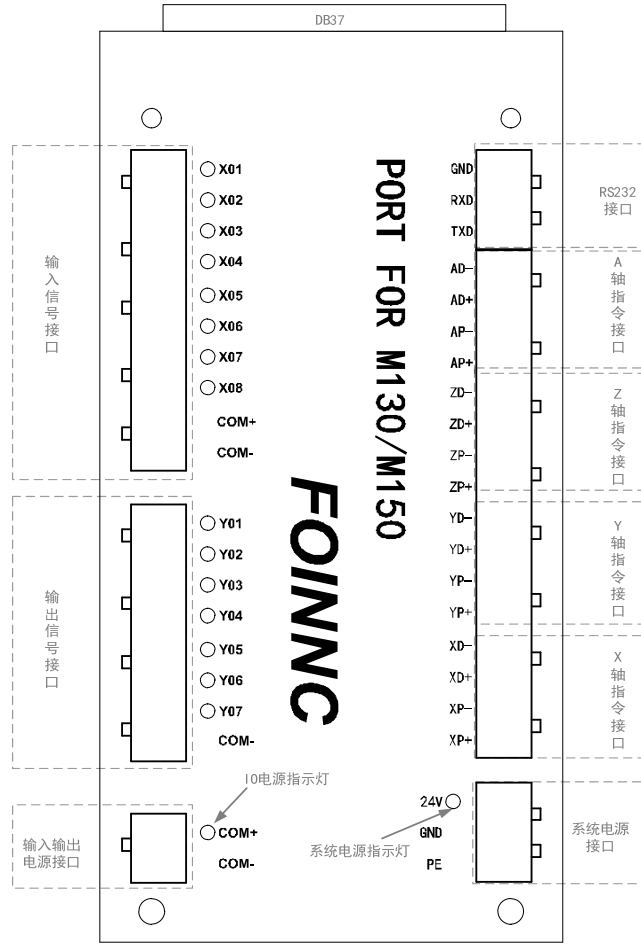 DB37
输入信号接口
X01
X02
X03
X04
X05
X06
X07
X08
COM+
COM-
输出信号接口
Y01
Y02
Y03
Y04
Y05
Y06
Y07
COM-
IO电源指示灯
输入输出
电源接口
COM+
COM-
PORT FOR M130/M150
FOINNC
GND
RXD
TXD
RS232
接口
AD-
AD+
AP-
AP+
A轴指令接口
ZD-
ZD+
ZP-
ZP+
Z轴指令接口
YD-
YD+
YP-
YP+
Y轴指令接口
XD-
XD+
XP-
XP+
X轴指令接口
24V
GND
PE
系统电源指示灯
系统电源
接口